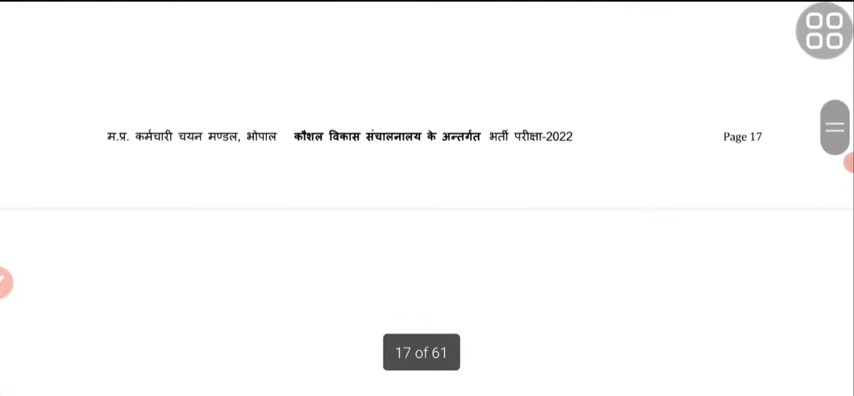 म.प्र. कर्मचारी चयन मण्डल, भोपाल कौशल विकास संचालनालय के अन्तर्गत भर्ती परीक्षा-2022 Page 17
17 of 61